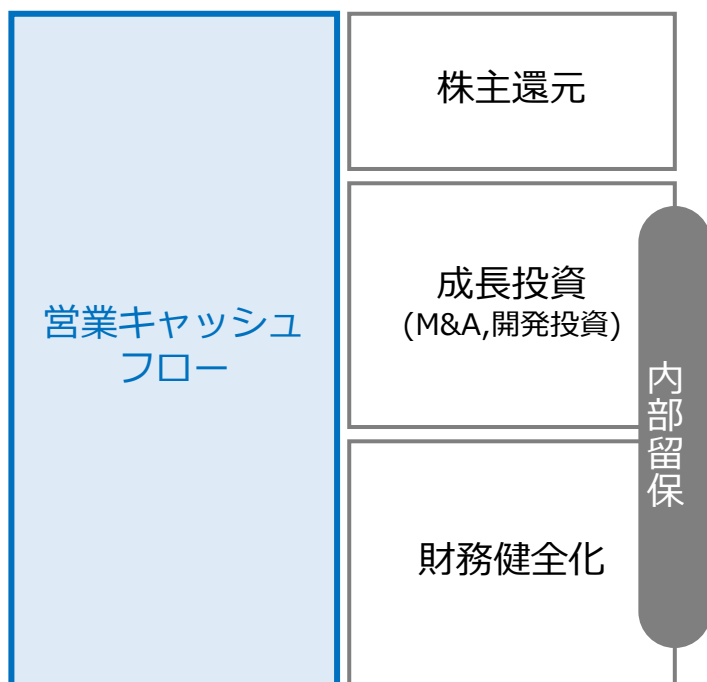 営業キャッシュ
フロー
株主還元
成長投資
(M&A,開発投資)
財務健全化
内部留保